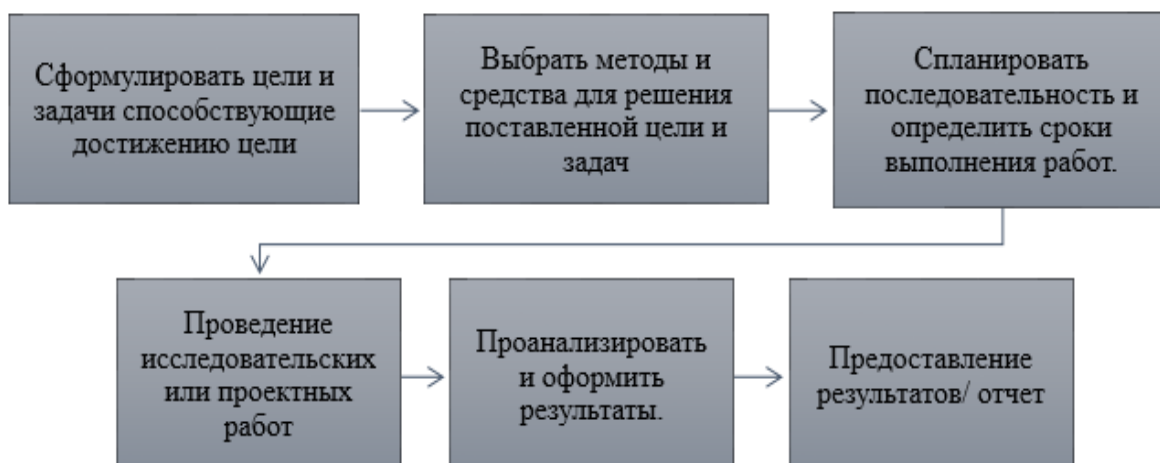 Сформулировать цели и
задачи способствующие
достижению цели
Выбрать методы и
средства для решения
поставленной цели и
задач
Спланировать
последовательность и
определить сроки
выполнения работ.
Проведение
исследовательских
или проектных
работ
Проанализировать
и оформить
результаты.
Предоставление
результатов/ отчет